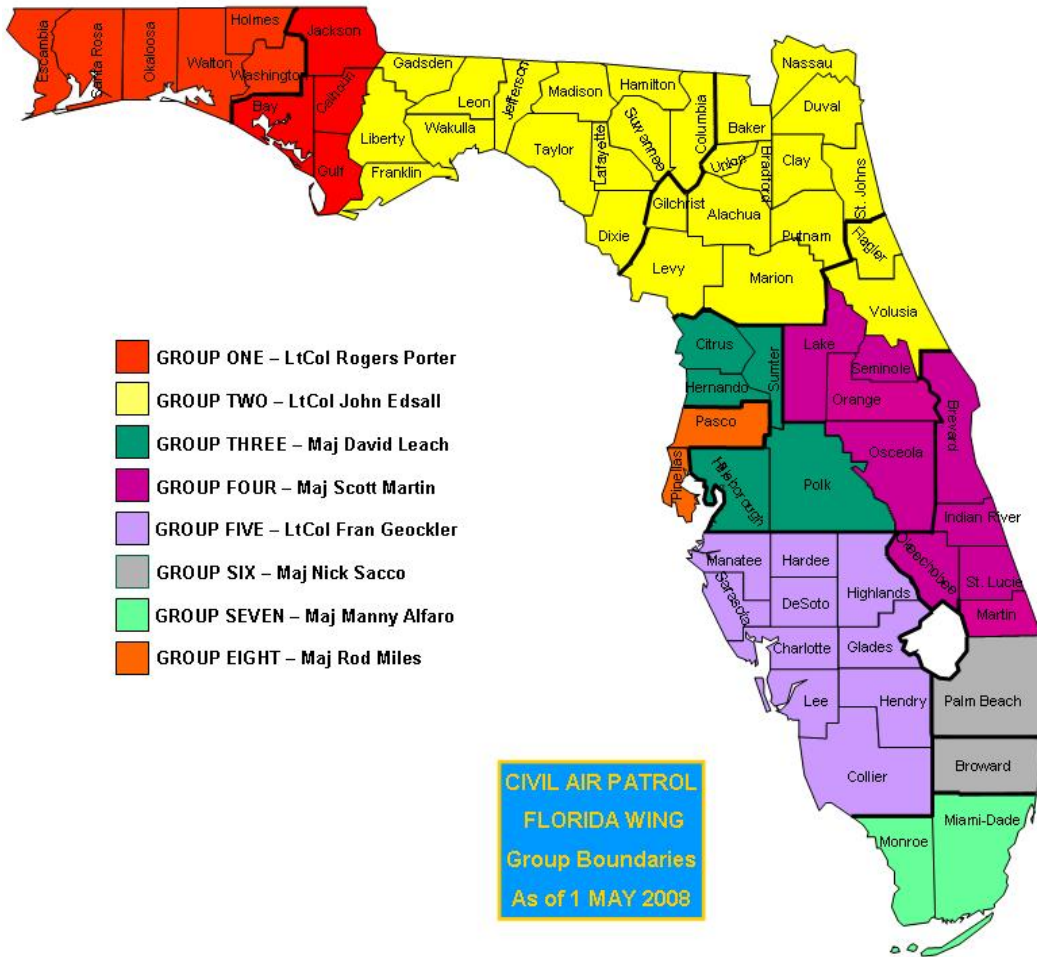 Holmes
Jackson
Escambia
Santa Rosa
Okaloosa
Walton
Washington
Bay
Calhoun
Gulf
Gadsden
Leon
Liberty
Wakulla
Franklin
Jefferson
Madison
Hamilton
Suwannee
Taylor
Lafayette
Columbia
Dixie
Nassau
Duval
Baker
Union
Bradford
Clay
St. Johns
Gilchrist
Alachua
Putnam
Flagler
Levy
Marion
Volusia
Citrus
Sumter
Lake
Seminole
Hernando
Orange
Brevard
Pasco
Osceola
Pinellas
Hillsborough
Polk
Indian River
Okeechobee
Manatee
Hardee
St. Lucie
Sarasota
DeSoto
Highlands
Martin
Charlotte
Glades
Lee
Hendry
Palm Beach
Collier
Broward
Monroe
Miami-Dade
GROUP ONE – LtCol Rogers Porter
GROUP TWO – LtCol John Edsall
GROUP THREE – Maj David Leach
GROUP FOUR – Maj Scott Martin
GROUP FIVE – LtCol Fran Geockler
GROUP SIX – Maj Nick Sacco
GROUP SEVEN – Maj Manny Alfaro
GROUP EIGHT – Maj Rod Miles
CIVIL AIR PATROL
FLORIDA WING
Group Boundaries
As of 1 MAY 2008